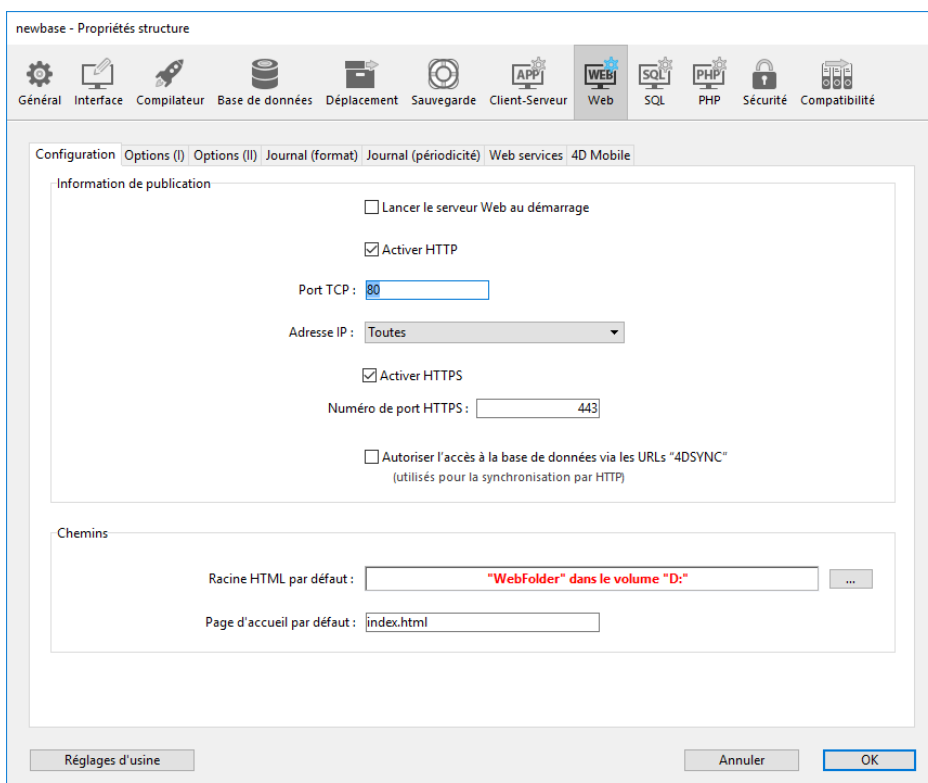 newbase - Propriétés structure
APP WEB SQL PHP
Général Interface Compilateur Base de données Déplacement Sauvegarde Client-Serveur Web SQL PHP Sécurité Compatibilité
Configuration Options (I) Options (II) Journal (format) Journal (périodicité) Web services 4D Mobile
Information de publication
Lancer le serveur Web au démarrage
Activer HTTP
Port TCP : 80
Adresse IP : Toutes
Activer HTTPS
Numéro de port HTTPS : 443
Autoriser l'accès à la base de données via les URLs “4DSYNC”
(utilisés pour la synchronisation par HTTP)
Chemins
Racine HTML par défaut : "WebFolder" dans le volume "D:" ...
Page d'accueil par défaut : index.html
Réglages d'usine Annuler OK